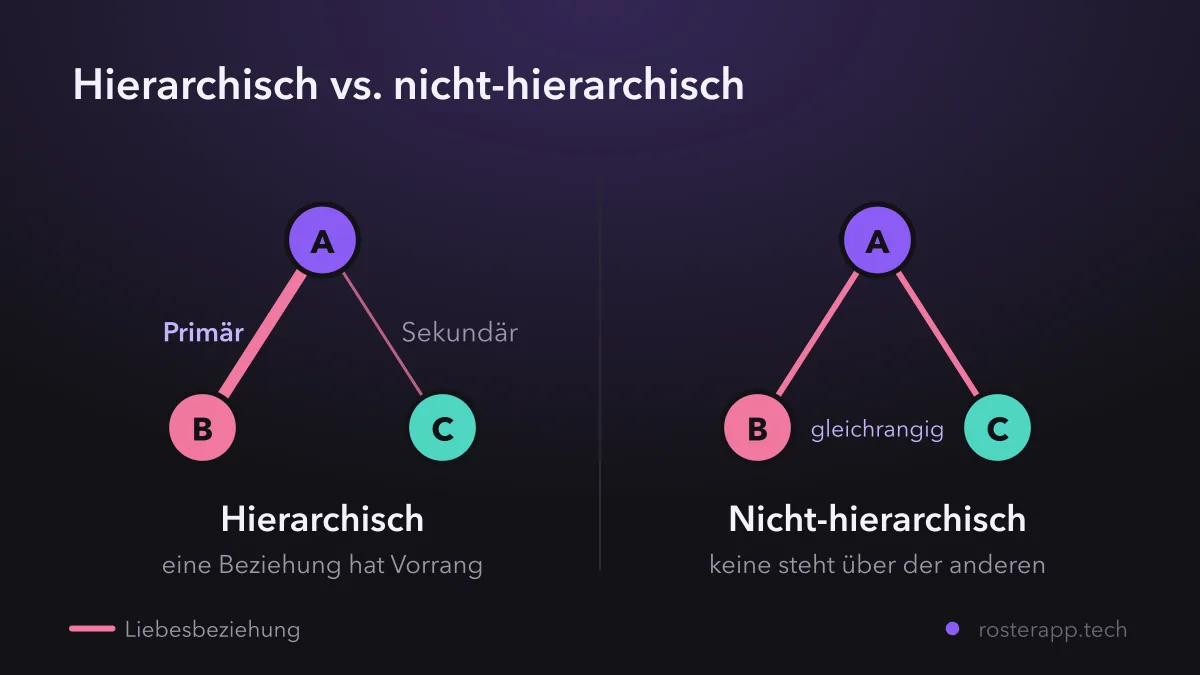 Hierarchisch vs. nicht-hierarchisch
A
Primär
Sekundär
B
C
Hierarchisch
eine Beziehung hat Vorrang
A
B
gleichrangig
C
Nicht-hierarchisch
keine steht über der anderen
Liebesbeziehung
rosterapp.tech